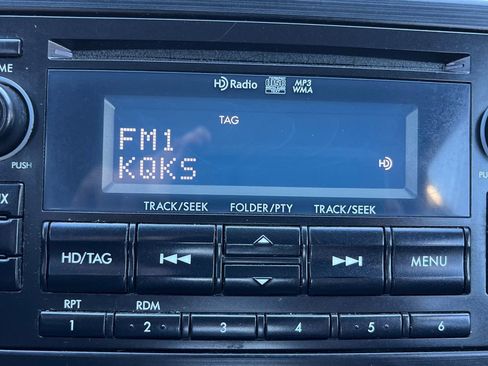 HD Radio MP3 WMA
TAG
FM1
KQKS HD
PUSH
TRACK/SEEK FOLDER/PTY TRACK/SEEK
HD/TAG MENU
RPT RDM
1 2 3 4 5 6